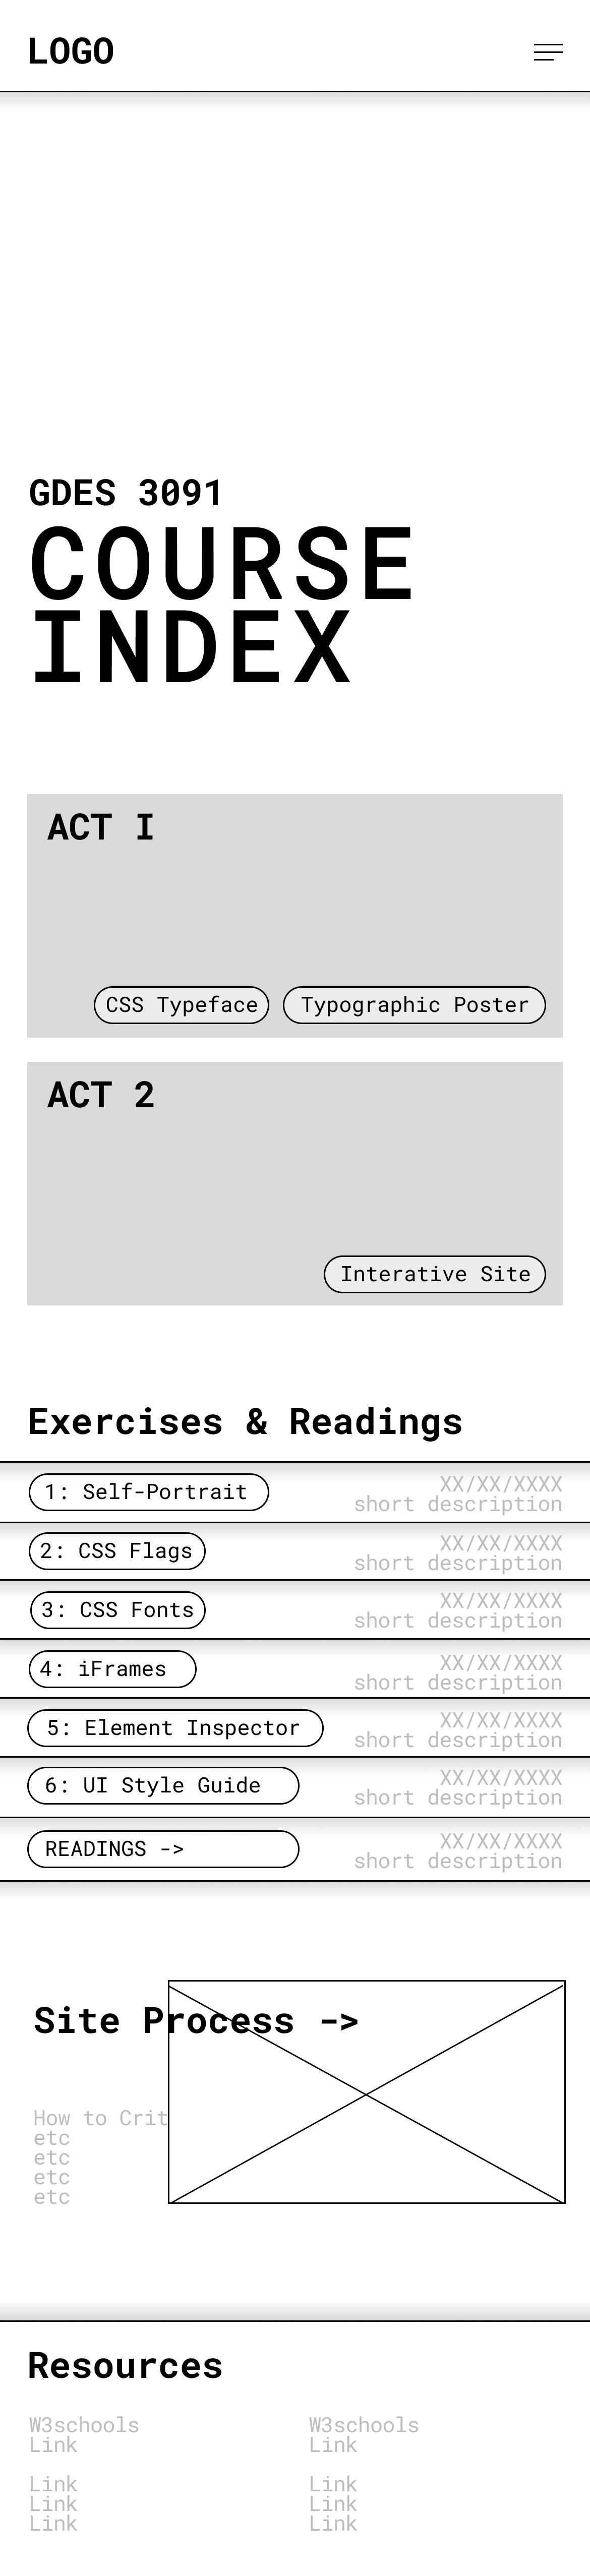 LOGO
GDES 3091
COURSE
INDEX
ACT I
CSS Typeface
Typographic Poster
ACT 2
Interative Site
Exercises & Readings
1: Self-Portrait
XX/XX/XXXX
short description
2: CSS Flags
XX/XX/XXXX
short description
3: CSS Fonts
XX/XX/XXXX
short description
4: iFrames
XX/XX/XXXX
short description
5: Element Inspector
XX/XX/XXXX
short description
6: UI Style Guide
XX/XX/XXXX
short description
READINGS ->
XX/XX/XXXX
short description
Site Process ->
How to Crit
etc
etc
etc
etc
Resources
W3schools
Link
Link
Link
Link
W3schools
Link
Link
Link
Link